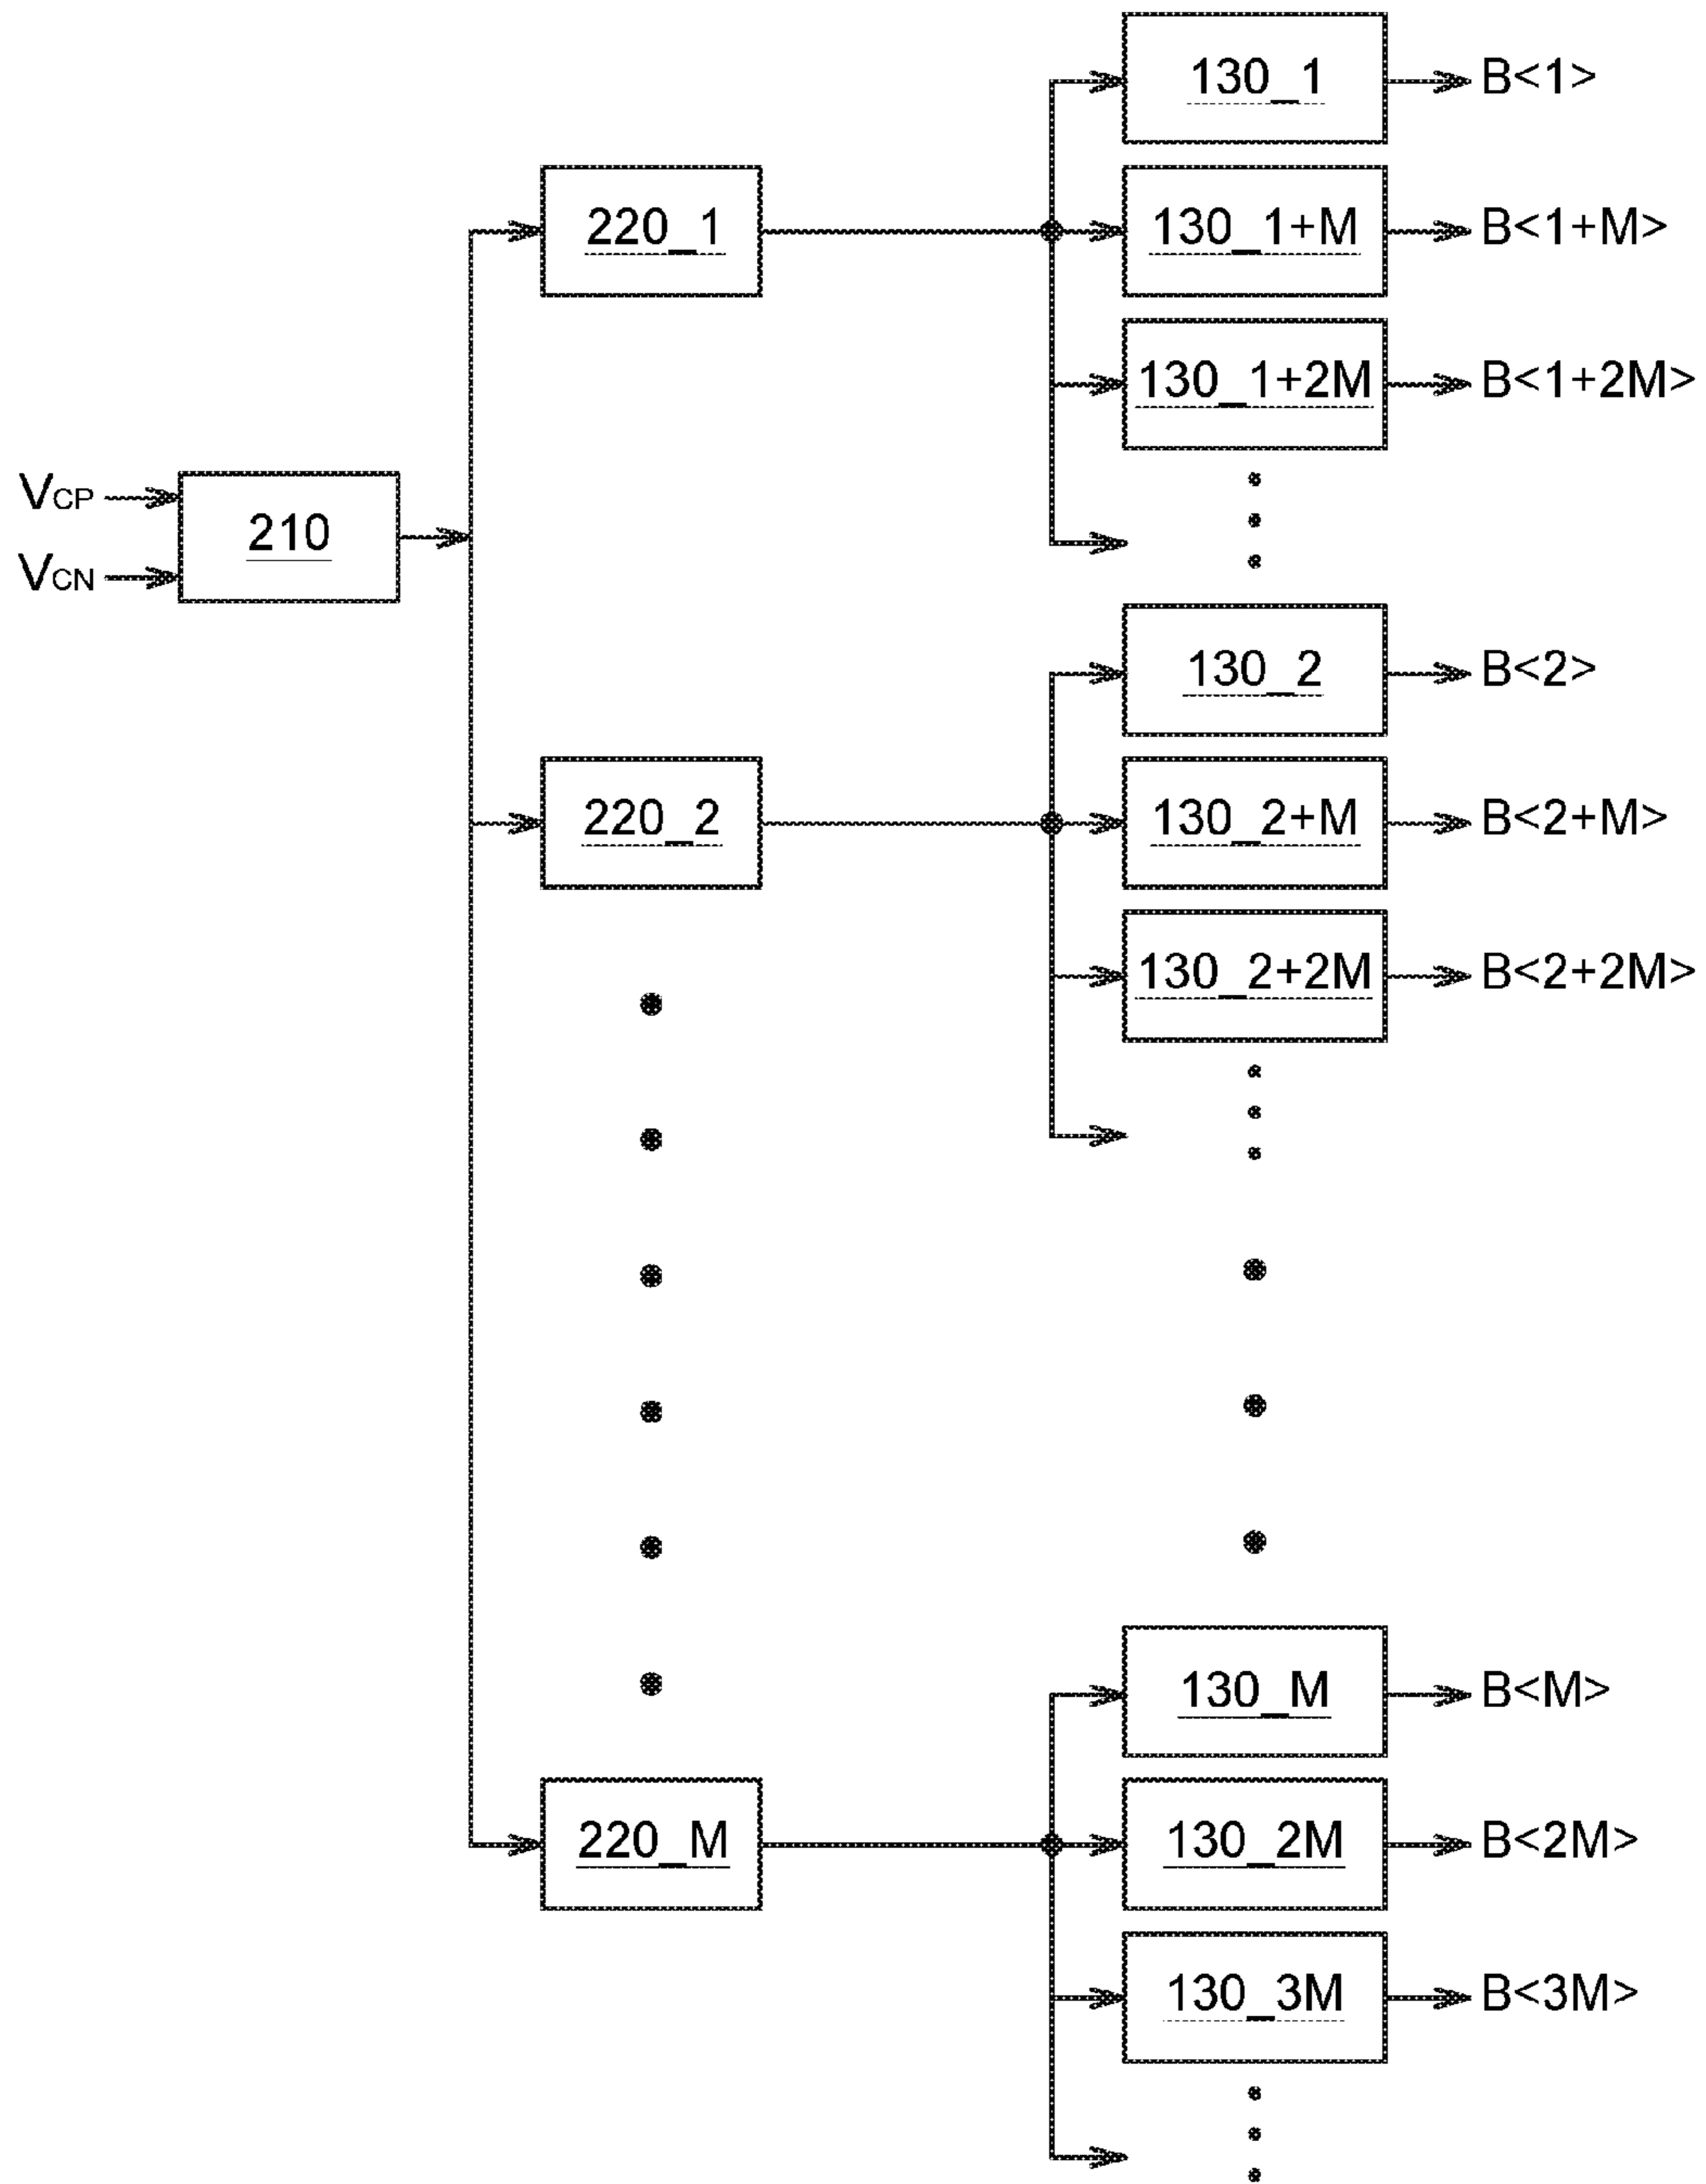 130_1 B<1>
220_1 130_1+M B<1+M>
130_1+2M B<1+2M>
VCP
210
VCN
130_2 B<2>
220_2 130_2+M B<2+M>
130_2+2M B<2+2M>
130_M B<M>
220_M 130_2M B<2M>
130_3M B<3M>